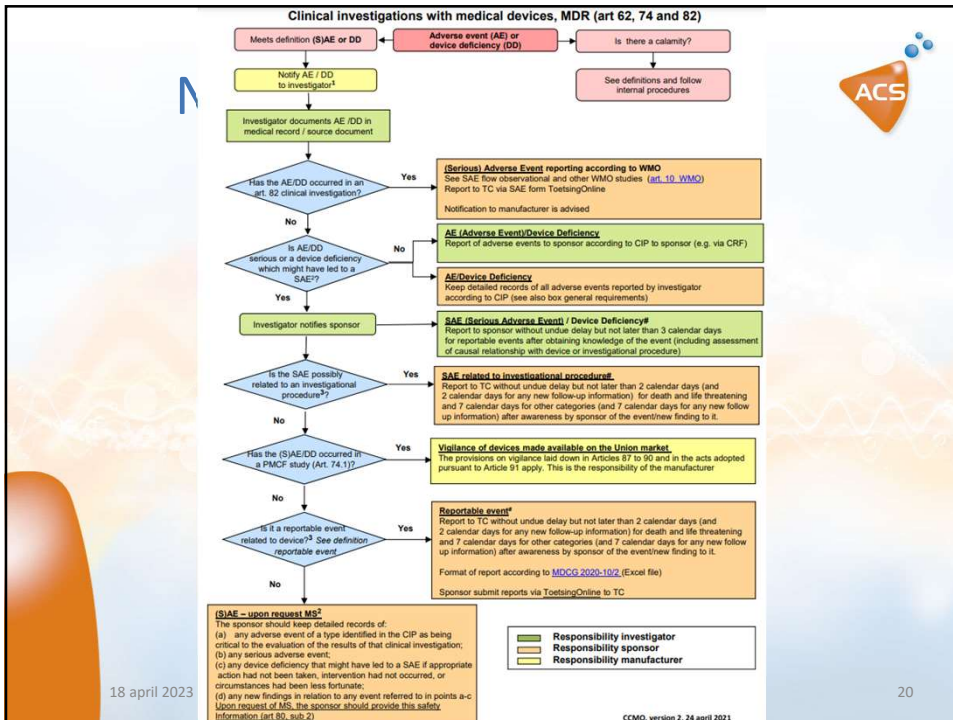 Clinical investigations with medical devices, MDR (art 62, 74 and 82)
Meets definition (S)AE or DD
Adverse event (AE) or
device deficiency (DD)
Is there a calamity?
Notify AE / DD
to investigator1
See definitions and follow
internal procedures
N
ACS
Investigator documents AE /DD in
medical record / source document
Has the AE/DD occurred in an
art. 82 clinical investigation?
Yes
(Serious) Adverse Event reporting according to WMO
See SAE flow observational and other WMO studies (art. 10 WMO)
Report to TC via SAE form ToetsingOnline
Notification to manufacturer is advised
No
Is AE/DD
serious or a device deficiency
which might have led to a
SAE2?
No
AE (Adverse Event)/Device Deficiency
Report of adverse events to sponsor according to CIP to sponsor (e.g. via CRF)
AE/Device Deficiency
Keep detailed records of all adverse events reported by investigator
according to CIP (see also box general requirements)
Yes
Investigator notifies sponsor
SAE (Serious Adverse Event) / Device Deficiency#
Report to sponsor without undue delay but not later than 3 calendar days
for reportable events after obtaining knowledge of the event (including assessment
of causal relationship with device or investigational procedure)
Is the SAE possibly
related to an investigational
procedure3?
Yes
SAE related to investigational procedure#
Report to TC without undue delay but not later than 2 calendar days (and
2 calendar days for any new follow-up information) for death and life threatening
and 7 calendar days for other categories (and 7 calendar days for any new follow
up information) after awareness by sponsor of the event/new finding to it.
No
Has the (S)AE/DD occurred in
a PMCF study (Art. 74.1)?
Yes
Vigilance of devices made available on the Union market
The provisions on vigilance laid down in Articles 87 to 90 and in the acts adopted
pursuant to Article 91 apply. This is the responsibility of the manufacturer
No
Is it a reportable event
related to device?3 See definition
reportable event
Yes
Reportable event#
Report to TC without undue delay but not later than 2 calendar days (and
2 calendar days for any new follow-up information) for death and life threatening
and 7 calendar days for other categories (and 7 calendar days for any new follow
up information) after awareness by sponsor of the event/new finding to it.
Format of report according to MDCG 2020-10/2 (Excel file)
Sponsor submit reports via ToetsingOnline to TC
No
(S)AE – upon request MS2
The sponsor should keep detailed records of:
(a) any adverse event of a type identified in the CIP as being
critical to the evaluation of the results of that clinical investigation;
(b) any serious adverse event;
(c) any device deficiency that might have led to a SAE if appropriate
action had not been taken, intervention had not occurred, or
circumstances had been less fortunate;
(d) any new findings in relation to any event referred to in points a-c
Upon request of MS, the sponsor should provide this safety
Information (art 80, sub 2)
Responsibility investigator
Responsibility sponsor
Responsibility manufacturer
18 april 2023
20
CCMO, version 2, 24 april 2021